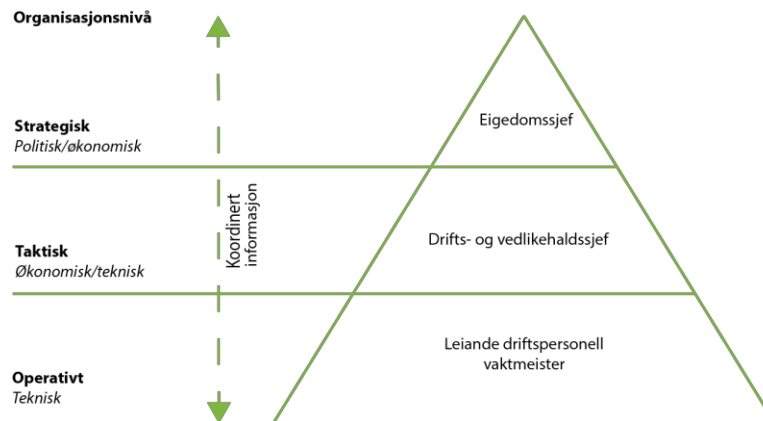 Organisasjonsnivå
Strategisk
Politisk/økonomisk
Eigedomssjef
Koordinert
informasjon
Taktisk
Økonomisk/teknisk
Drifts- og vedlikehaldssjef
Operativt
Teknisk
Leiande driftspersonell
vaktmeister